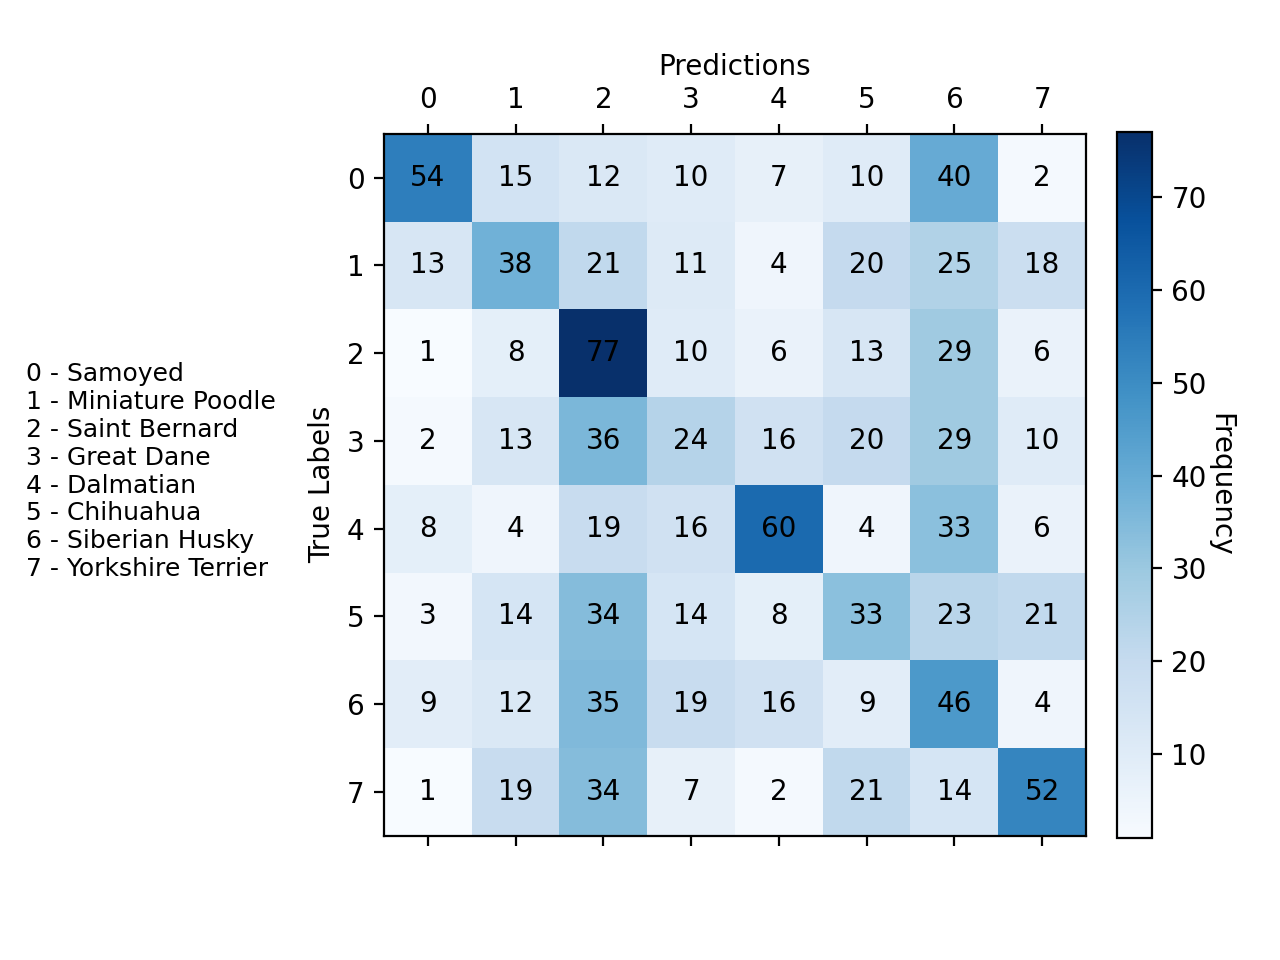 Predictions
0 1 2 3 4 5 6 7
0 54 15 12 10 7 10 40 2
1 13 38 21 11 4 20 25 18
2 1 8 77 10 6 13 29 6
3 2 13 36 24 16 20 29 10
4 8 4 19 16 60 4 33 6
5 3 14 34 14 8 33 23 21
6 9 12 35 19 16 9 46 4
7 1 19 34 7 2 21 14 52
True Labels
0 - Samoyed
1 - Miniature Poodle
2 - Saint Bernard
3 - Great Dane
4 - Dalmatian
5 - Chihuahua
6 - Siberian Husky
7 - Yorkshire Terrier
70
60
50
40
30
20
10
Frequency